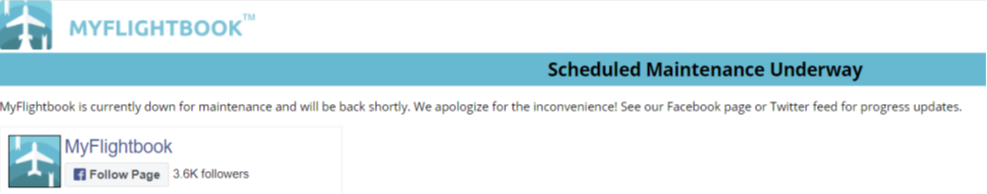 MYFLIGHTBOOK™
Scheduled Maintenance Underway
MyFlightbook is currently down for maintenance and will be back shortly. We apologize for the inconvenience! See our Facebook page or Twitter feed for progress updates.
MyFlightbook
Follow Page 3.6K followers